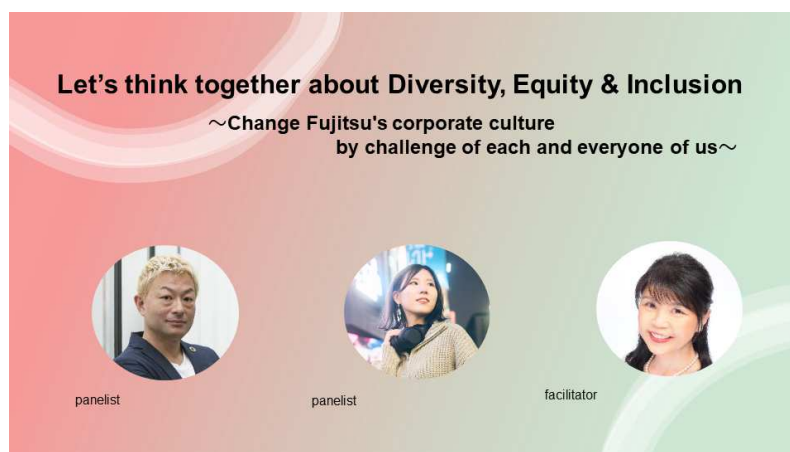 Let’s think together about Diversity, Equity & Inclusion
～Change Fujitsu's corporate culture
by challenge of each and everyone of us～
panelist
panelist
facilitator